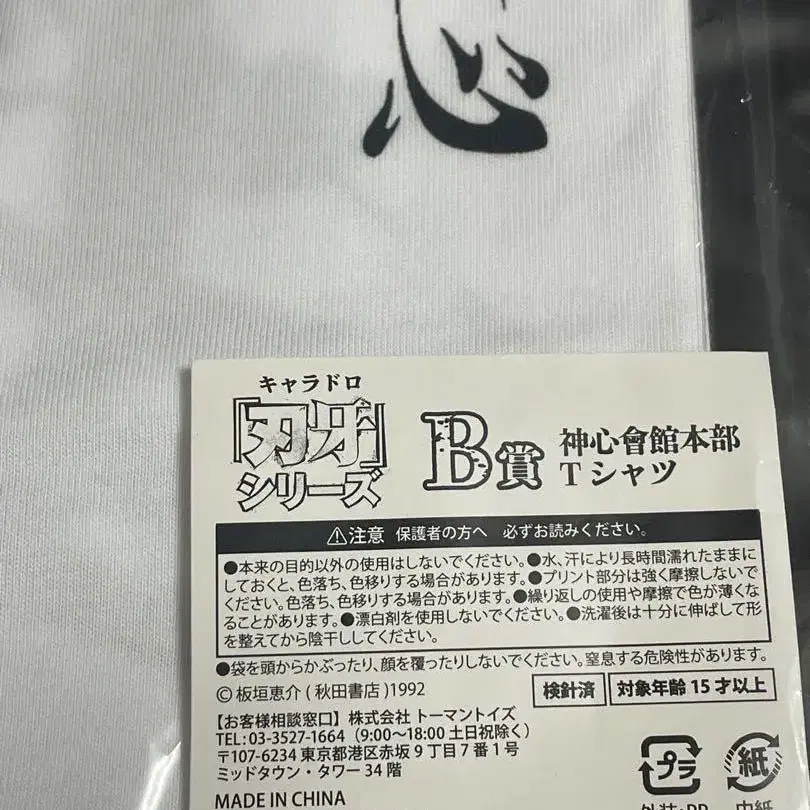 心
キャラドロ
「刃牙」
シリーズ
B賞
神心會館本部
Tシャツ
⚠注意 保護者の方へ 必ずお読みください。
●本来の目的以外の使用はしないでください。●水、汗により長時間濡れたままに
しておくと、色落ち、色移りする場合があります。●プリント部分は強く摩擦しないで
ください。色落ち、色移りする場合があります。●繰り返しの使用や摩擦で色が薄くな
ることがあります。●漂白剤を使用しないでください。●洗濯後は十分に伸ばして形
を整えてから陰干ししてください。
●袋を頭からかぶったり、顔を覆ったりしないでください。窒息する危険性があります。
© 板垣恵介 ( 秋田書店 ) 1992
検針済
対象年齢 15 才以上
【お客様相談窓口】株式会社 トーマントイズ
TEL:03-3527-1664（9:00〜18:00 土日祝除く）
〒107-6234 東京都港区赤坂 9 丁目 7 番 1 号
ミッドタウン・タワー 34 階
MADE IN CHINA
プラ
紙
外装:PP
中紙